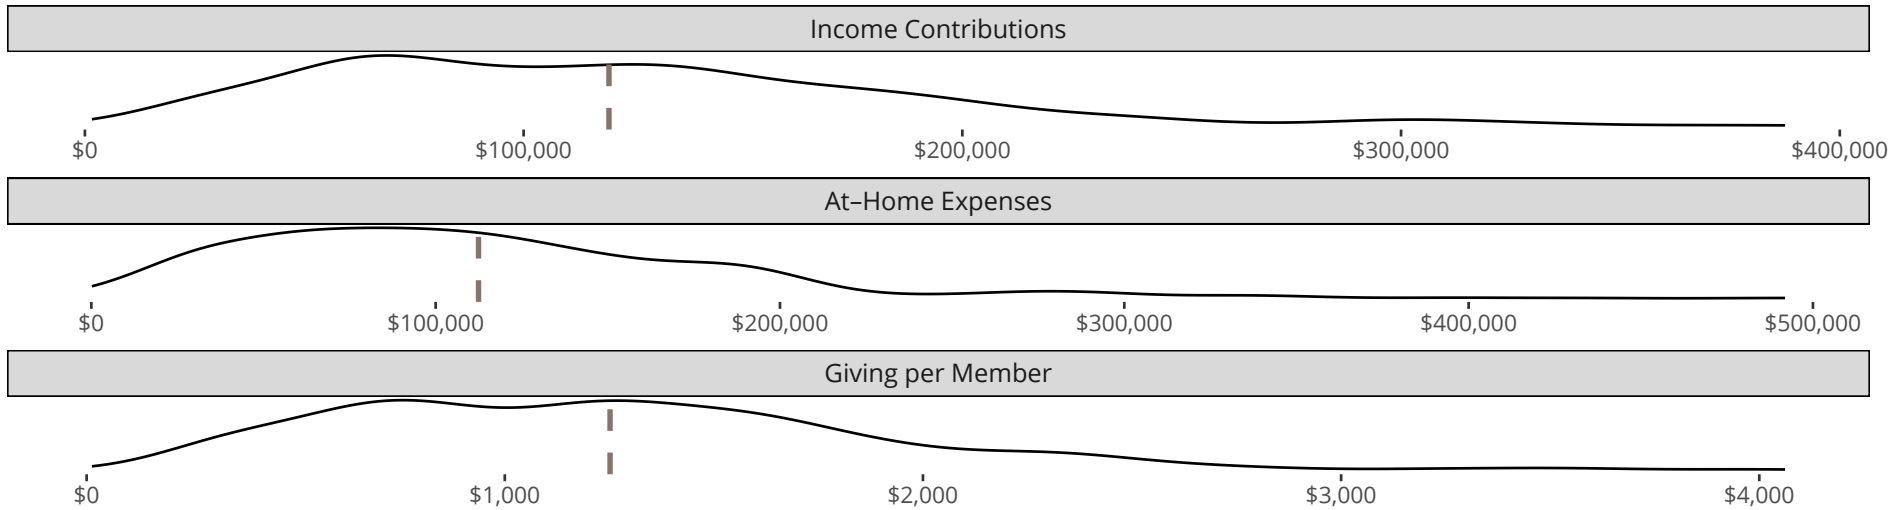 Income Contributions
$0 $100,000 $200,000 $300,000 $400,000
At–Home Expenses
$0 $100,000 $200,000 $300,000 $400,000 $500,000
Giving per Member
$0 $1,000 $2,000 $3,000 $4,000